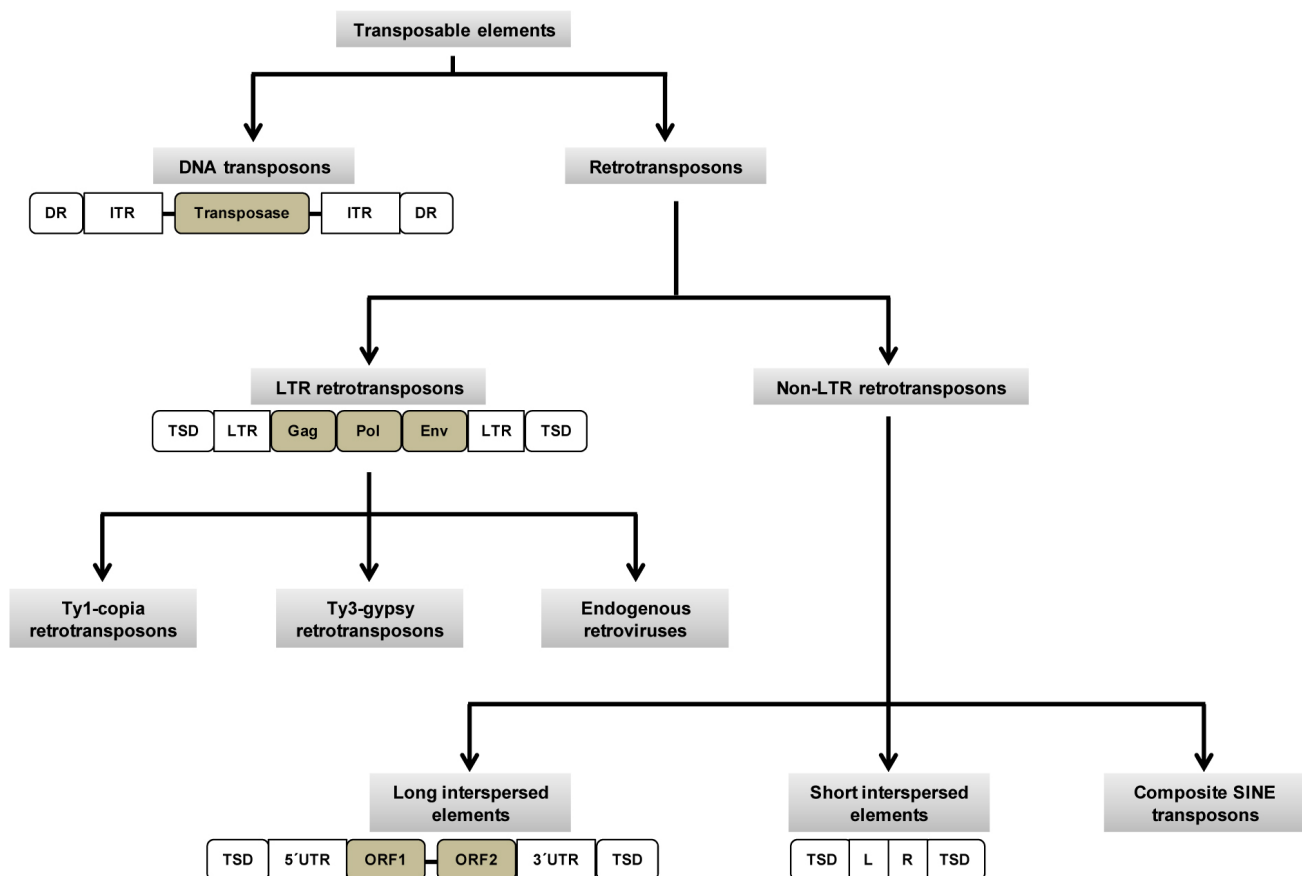 Transposable elements
DNA transposons
Retrotransposons
DR ITR Transposase ITR DR
LTR retrotransposons
Non-LTR retrotransposons
TSD LTR Gag Pol Env LTR TSD
Ty1-copia
retrotransposons
Ty3-gypsy
retrotransposons
Endogenous
retroviruses
Long interspersed
elements
Short interspersed
elements
Composite SINE
transposons
TSD 5´UTR ORF1 ORF2 3´UTR TSD
TSD L R TSD